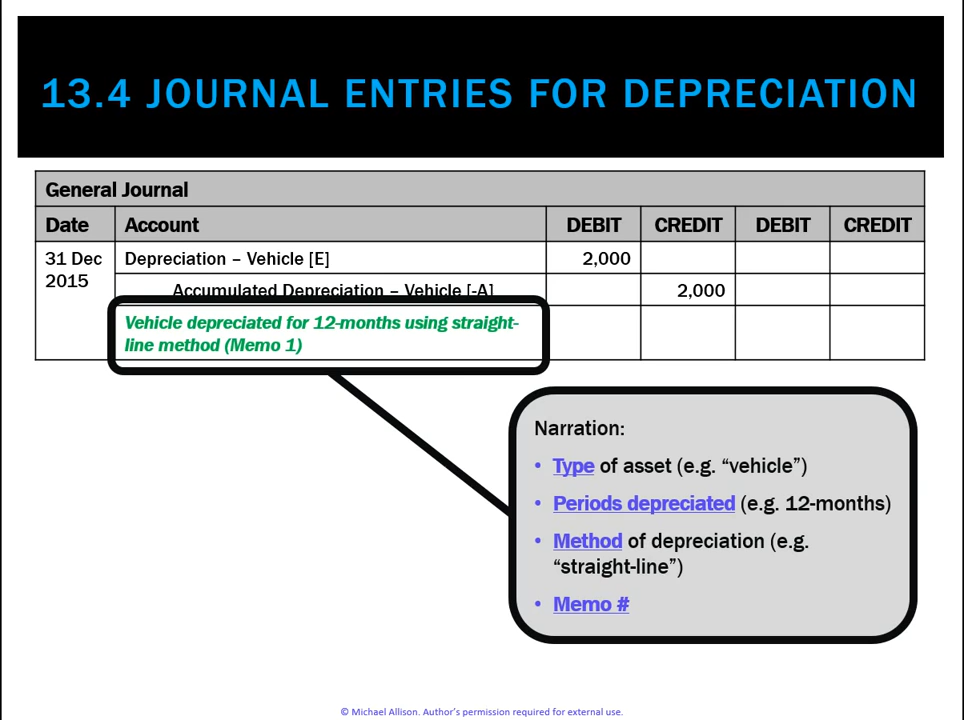 13.4 JOURNAL ENTRIES FOR DEPRECIATION
General Journal
Date Account DEBIT CREDIT DEBIT CREDIT
31 Dec Depreciation – Vehicle [E] 2,000
2015
Accumulated Depreciation – Vehicle [-A] 2,000
Vehicle depreciated for 12-months using straight-
line method (Memo 1)
Narration:
• Type of asset (e.g. “vehicle”)
• Periods depreciated (e.g. 12-months)
• Method of depreciation (e.g.
“straight-line”)
• Memo #
© Michael Allison. Author’s permission required for external use.